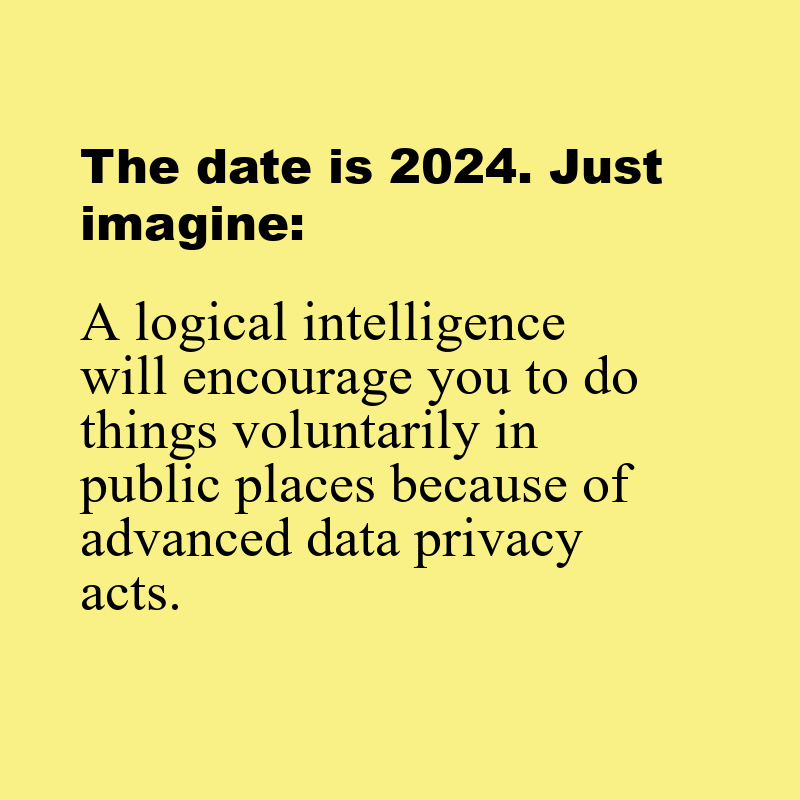 The date is 2024. Just
imagine:
A logical intelligence
will encourage you to do
things voluntarily in
public places because of
advanced data privacy
acts.